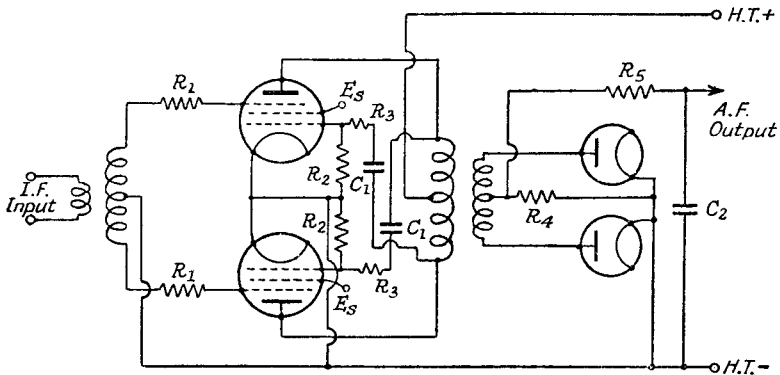 H.T.+
R5
A.F.
Output
R1
Es
R3
R2
C1
I.F.
Input
R2
C1
R4
C2
R1
R3
Es
H.T.-